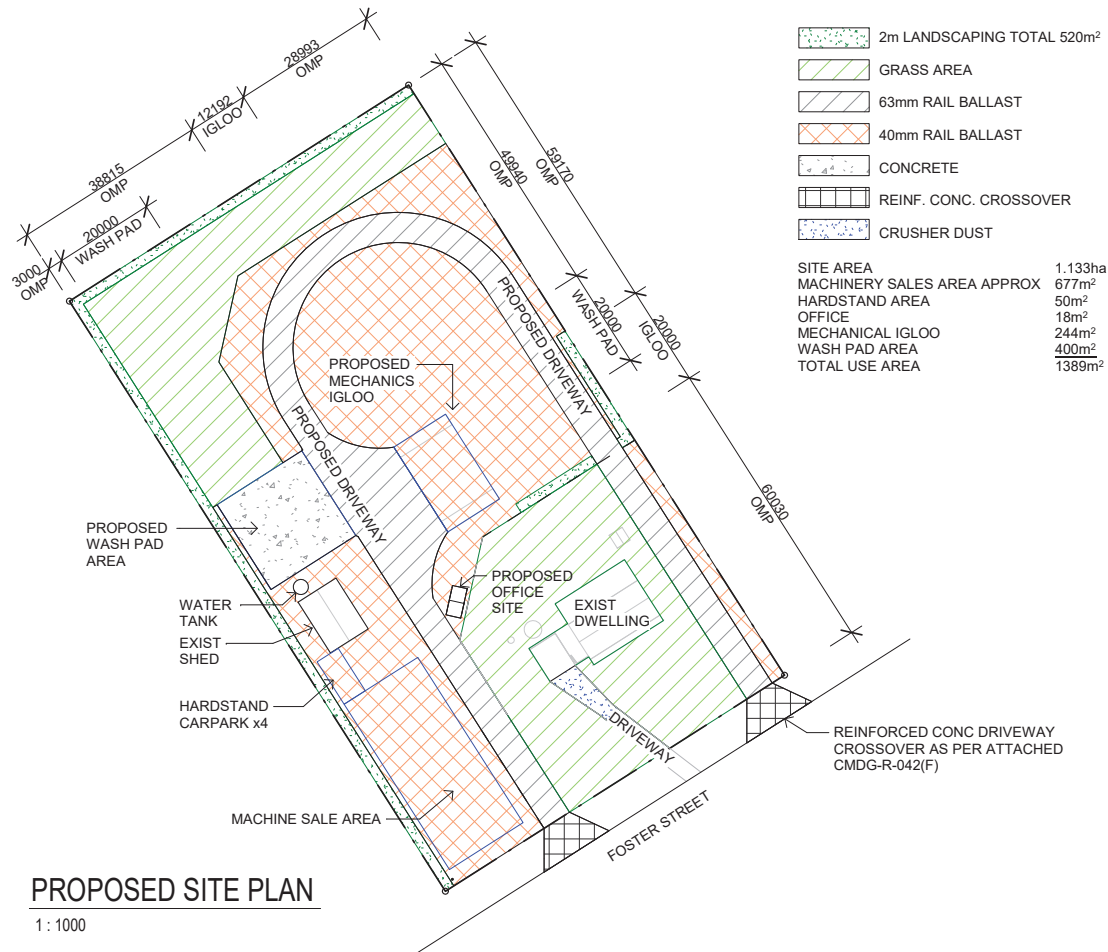 28993
OMP
12192
IGLOO
38815
OMP
20000
WASH PAD
3000
OMP
59170
OMP
49940
OMP
20000
WASH PAD
20000
IGLOO
60030
OMP
2m LANDSCAPING TOTAL 520m²
GRASS AREA
63mm RAIL BALLAST
40mm RAIL BALLAST
CONCRETE
REINF. CONC. CROSSOVER
CRUSHER DUST
SITE AREA 1.133ha
MACHINERY SALES AREA APPROX 677m²
HARDSTAND AREA 50m²
OFFICE 18m²
MECHANICAL IGLOO 244m²
WASH PAD AREA 400m²
TOTAL USE AREA 1389m²
PROPOSED DRIVEWAY
PROPOSED
MECHANICS
IGLOO
PROPOSED DRIVEWAY
PROPOSED
WASH PAD
AREA
PROPOSED
OFFICE
SITE
WATER
TANK
EXIST
DWELLING
EXIST
SHED
HARDSTAND
CARPARK x4
DRIVEWAY
REINFORCED CONC DRIVEWAY
CROSSOVER AS PER ATTACHED
CMDG-R-042(F)
MACHINE SALE AREA
FOSTER STREET
PROPOSED SITE PLAN
1 : 1000